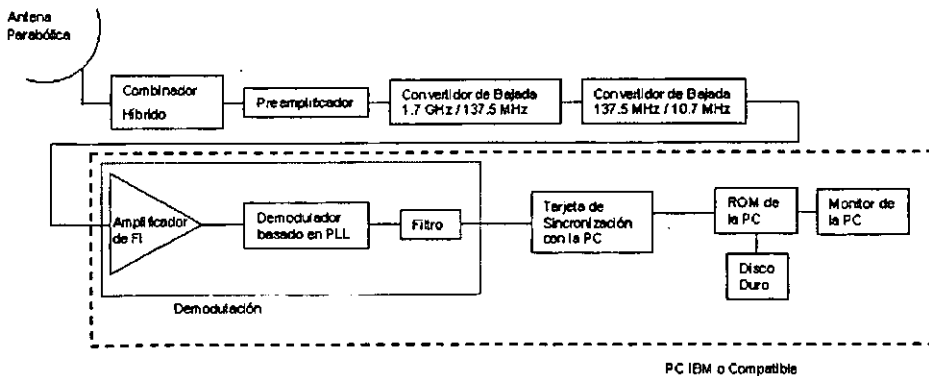 Antena
Parabólica
Combinador
Híbrido
Preamplificador
Convertidor de Bajada
1.7 GHz / 137.5 MHz
Convertidor de Bajada
137.5 MHz / 10.7 MHz
Amplificador
de FI
Demodulador
basado en PLL
Filtro
Tarjeta de
Sincronización
con la PC
ROM de
la PC
Monitor de
la PC
Disco
Duro
Demodulación
PC IBM o Compatible